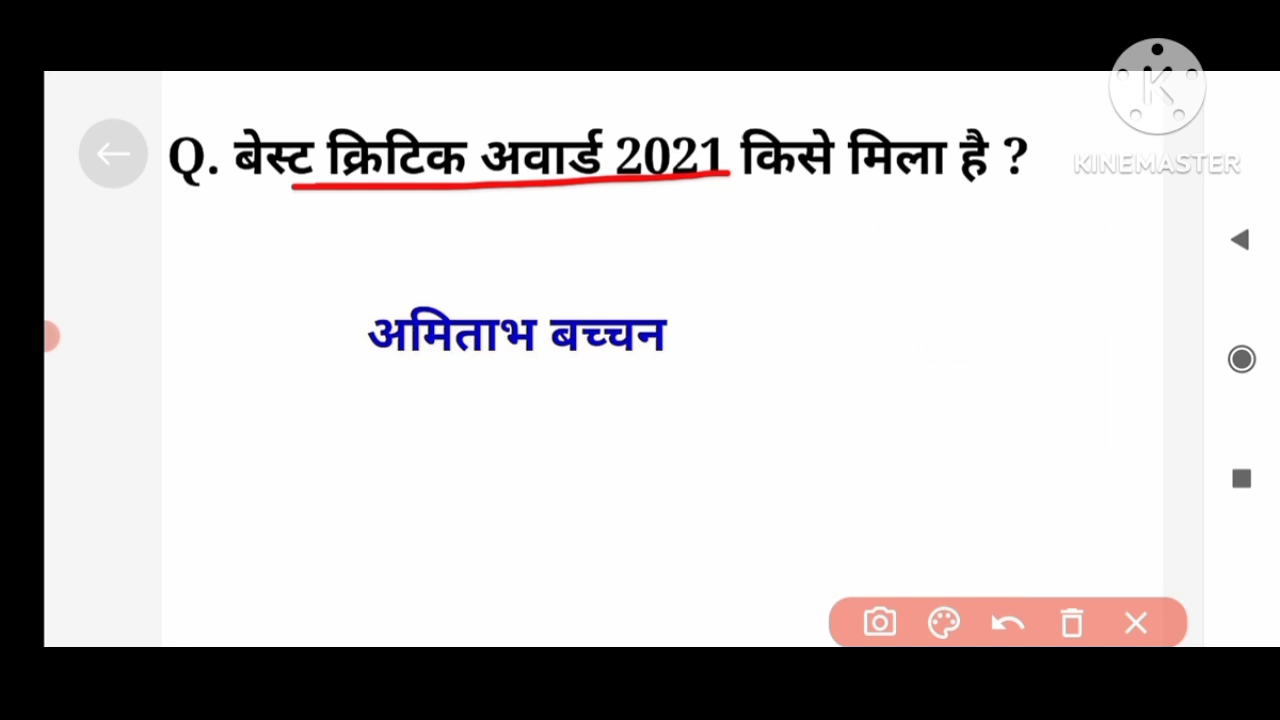 Q. बेस्ट क्रिटिक अवार्ड 2021 किसे मिला है ?
KINEMASTER
अमिताभ बच्चन